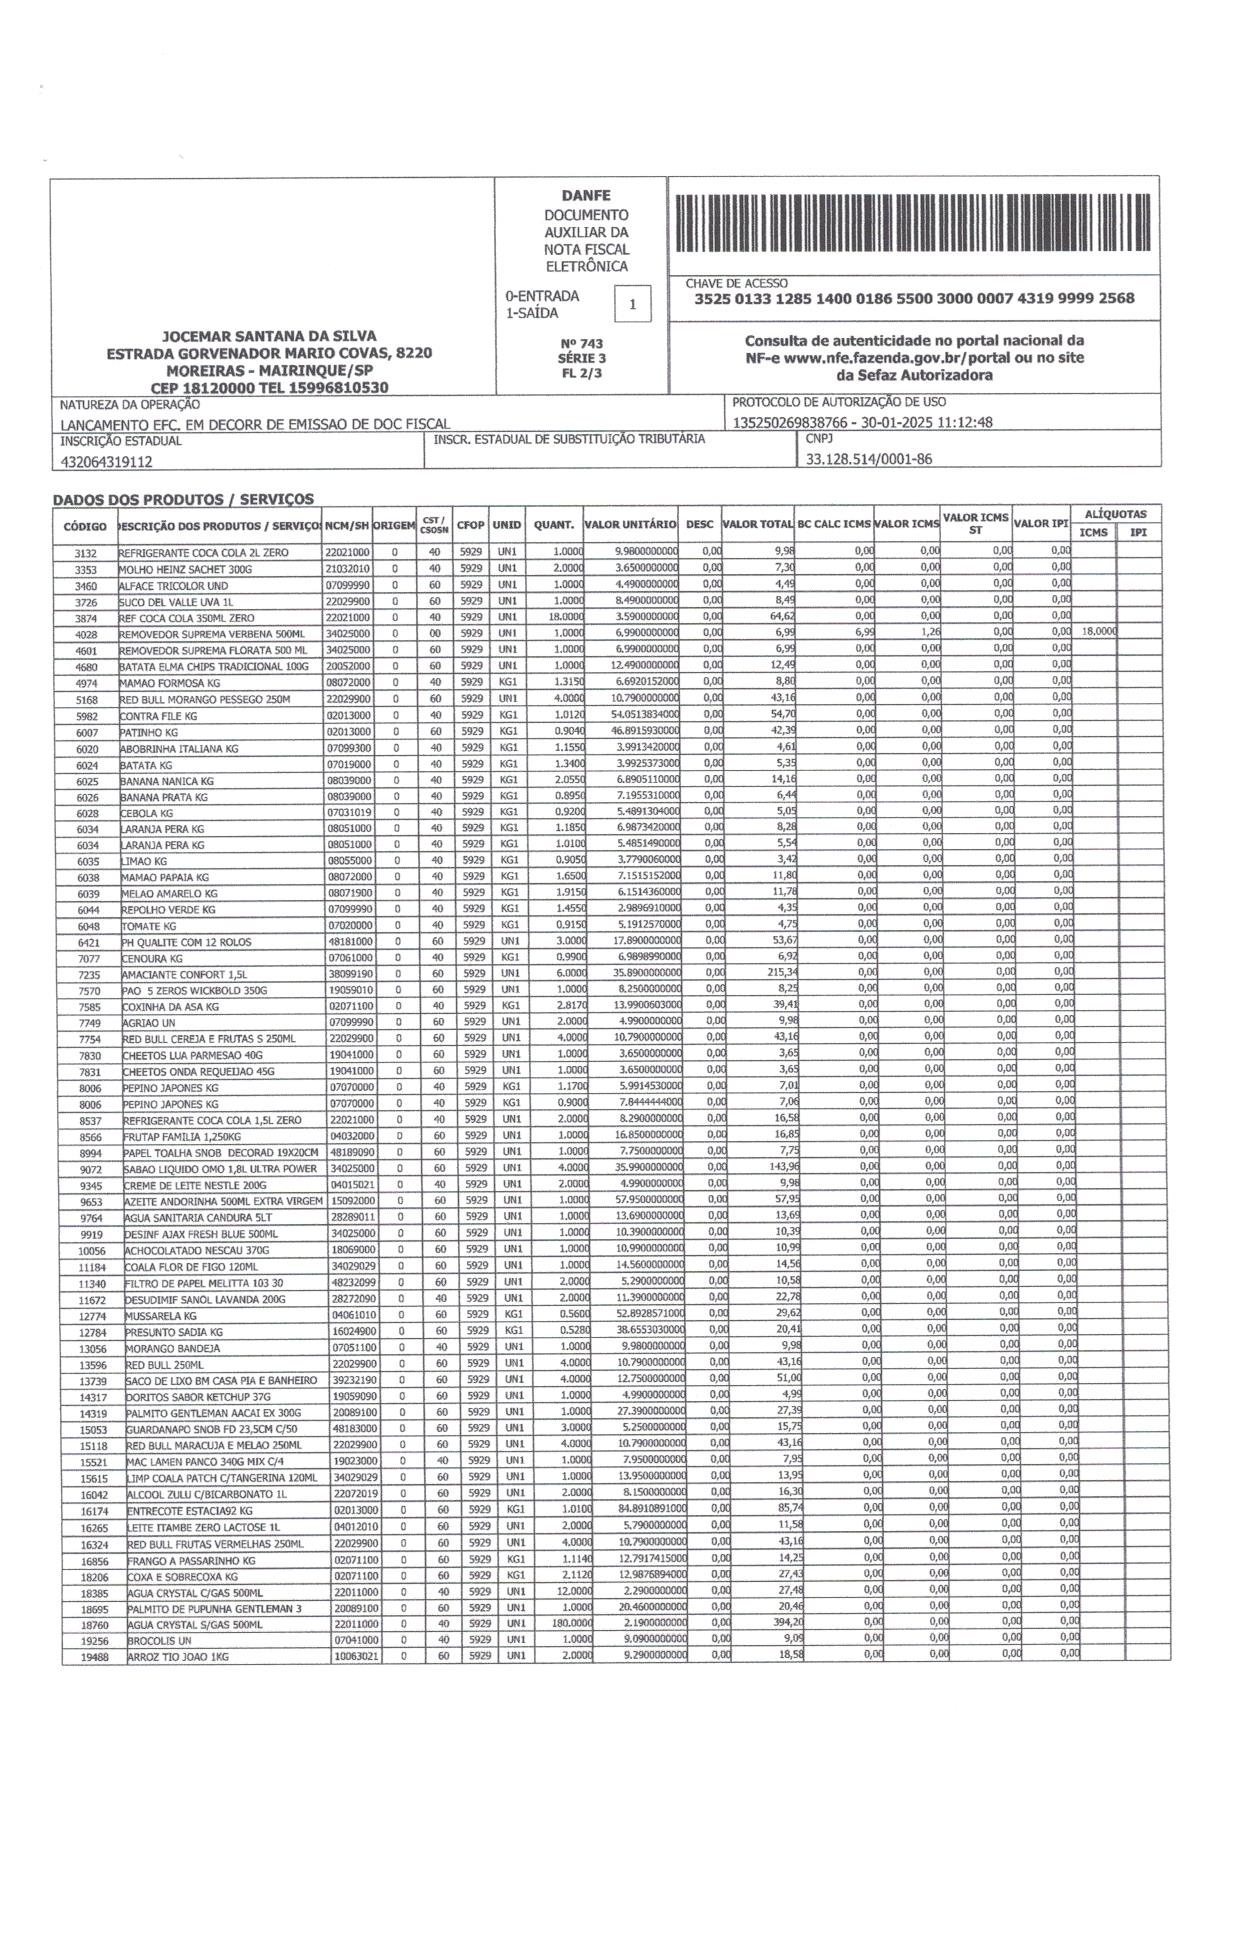 DANFE
DOCUMENTO
AUXILIAR DA
NOTA FISCAL
ELETRÔNICA
0-ENTRADA
1-SAÍDA
1
Nº 743
SÉRIE 3
FL 2/3
JOCEMAR SANTANA DA SILVA
ESTRADA GORVENADOR MARIO COVAS, 8220
MOREIRAS - MAIRINQUE/SP
CEP 18120000 TEL 15996810530
CHAVE DE ACESSO
3525 0133 1285 1400 0186 5500 3000 0007 4319 9999 2568
Consulta de autenticidade no portal nacional da
NF-e www.nfe.fazenda.gov.br/portal ou no site
da Sefaz Autorizadora
NATUREZA DA OPERAÇÃO
LANCAMENTO EFC. EM DECORR DE EMISSAO DE DOC FISCAL
PROTOCOLO DE AUTORIZAÇÃO DE USO
135250269838766 - 30-01-2025 11:12:48
INSCRIÇÃO ESTADUAL
432064319112
INSCR. ESTADUAL DE SUBSTITUIÇÃO TRIBUTÁRIA
CNPJ
33.128.514/0001-86
DADOS DOS PRODUTOS / SERVIÇOS
CÓDIGO ESCRIÇÃO DOS PRODUTOS / SERVIÇO NCM/SH ORIGEM CST / CSOSN CFOP UNID QUANT. VALOR UNITÁRIO DESC VALOR TOTAL BC CALC ICMS VALOR ICMS VALOR ICMS ST VALOR IPI ALÍQUOTAS ICMS IPI
3132 REFRIGERANTE COCA COLA 2L ZERO 22021000 0 40 5929 UN1 1.0000 9.9800000000 0,00 9,98 0,00 0,00 0,00 0,00
3353 MOLHO HEINZ SACHET 300G 21032010 0 40 5929 UN1 2.0000 3.6500000000 0,00 7,30 0,00 0,00 0,00 0,00
3460 ALFACE TRICOLOR UND 07099990 0 60 5929 UN1 1.0000 4.4900000000 0,00 4,49 0,00 0,00 0,00 0,00
3726 SUCO DEL VALLE UVA 1L 22029900 0 60 5929 UN1 1.0000 8.4900000000 0,00 8,49 0,00 0,00 0,00 0,00
3874 REF COCA COLA 350ML ZERO 22021000 0 40 5929 UN1 18.0000 3.5900000000 0,00 64,62 0,00 0,00 0,00 0,00
4028 REMOVEDOR SUPREMA VERBENA 500ML 34025000 0 00 5929 UN1 1.0000 6.9900000000 0,00 6,99 6,99 1,26 0,00 0,00 18,0000
4601 REMOVEDOR SUPREMA FLORATA 500 ML 34025000 0 60 5929 UN1 1.0000 6.9900000000 0,00 6,99 0,00 0,00 0,00 0,00
4680 BATATA ELMA CHIPS TRADICIONAL 100G 20052000 0 60 5929 UN1 1.0000 12.4900000000 0,00 12,49 0,00 0,00 0,00 0,00
4974 MAMAO FORMOSA KG 08072000 0 40 5929 KG1 1.3150 6.6920152000 0,00 8,80 0,00 0,00 0,00 0,00
5168 RED BULL MORANGO PESSEGO 250M 22029900 0 60 5929 UN1 4.0000 10.7900000000 0,00 43,16 0,00 0,00 0,00 0,00
5982 CONTRA FILE KG 02013000 0 40 5929 KG1 1.0120 54.0513834000 0,00 54,70 0,00 0,00 0,00 0,00
6007 PATINHO KG 02013000 0 60 5929 KG1 0.9040 46.8915930000 0,00 42,39 0,00 0,00 0,00 0,00
6020 ABOBRINHA ITALIANA KG 07099300 0 40 5929 KG1 1.1550 3.9913420000 0,00 4,61 0,00 0,00 0,00 0,00
6024 BATATA KG 07019000 0 40 5929 KG1 1.3400 3.9925373000 0,00 5,35 0,00 0,00 0,00 0,00
6025 BANANA NANICA KG 08039000 0 40 5929 KG1 2.0550 6.8905110000 0,00 14,16 0,00 0,00 0,00 0,00
6026 BANANA PRATA KG 08039000 0 40 5929 KG1 0.8950 7.1955310000 0,00 6,44 0,00 0,00 0,00 0,00
6028 CEBOLA KG 07031019 0 40 5929 KG1 0.9200 5.4891304000 0,00 5,05 0,00 0,00 0,00 0,00
6034 LARANJA PERA KG 08051000 0 40 5929 KG1 1.1850 6.9873420000 0,00 8,28 0,00 0,00 0,00 0,00
6034 LARANJA PERA KG 08051000 0 40 5929 KG1 1.0100 5.4851490000 0,00 5,54 0,00 0,00 0,00 0,00
6035 LIMAO KG 08055000 0 40 5929 KG1 0.9050 3.7790060000 0,00 3,42 0,00 0,00 0,00 0,00
6038 MAMAO PAPAIA KG 08072000 0 40 5929 KG1 1.6500 7.1515152000 0,00 11,80 0,00 0,00 0,00 0,00
6039 MELAO AMARELO KG 08071900 0 40 5929 KG1 1.9150 6.1514360000 0,00 11,78 0,00 0,00 0,00 0,00
6044 REPOLHO VERDE KG 07099990 0 40 5929 KG1 1.4550 2.9896910000 0,00 4,35 0,00 0,00 0,00 0,00
6048 TOMATE KG 07020000 0 40 5929 KG1 0.9150 5.1912570000 0,00 4,75 0,00 0,00 0,00 0,00
6421 PH QUALITE COM 12 ROLOS 48181000 0 60 5929 UN1 3.0000 17.8900000000 0,00 53,67 0,00 0,00 0,00 0,00
7077 CENOURA KG 07061000 0 40 5929 KG1 0.9900 6.9898990000 0,00 6,92 0,00 0,00 0,00 0,00
7235 AMACIANTE CONFORT 1,5L 38099190 0 60 5929 UN1 6.0000 35.8900000000 0,00 215,34 0,00 0,00 0,00 0,00
7570 PAO 5 ZEROS WICKBOLD 350G 19059010 0 60 5929 UN1 1.0000 8.2500000000 0,00 8,25 0,00 0,00 0,00 0,00
7585 COXINHA DA ASA KG 02071100 0 40 5929 KG1 2.8170 13.9900603000 0,00 39,41 0,00 0,00 0,00 0,00
7749 AGRIAO UN 07099990 0 60 5929 UN1 2.0000 4.9900000000 0,00 9,98 0,00 0,00 0,00 0,00
7754 RED BULL CEREJA E FRUTAS S 250ML 22029900 0 60 5929 UN1 4.0000 10.7900000000 0,00 43,16 0,00 0,00 0,00 0,00
7830 CHEETOS LUA PARMESAO 40G 19041000 0 60 5929 UN1 1.0000 3.6500000000 0,00 3,65 0,00 0,00 0,00 0,00
7831 CHEETOS ONDA REQUEIJAO 45G 19041000 0 60 5929 UN1 1.0000 3.6500000000 0,00 3,65 0,00 0,00 0,00 0,00
8006 PEPINO JAPONES KG 07070000 0 40 5929 KG1 1.1700 5.9914530000 0,00 7,01 0,00 0,00 0,00 0,00
8006 PEPINO JAPONES KG 07070000 0 40 5929 KG1 0.9000 7.8444444000 0,00 7,06 0,00 0,00 0,00 0,00
8537 REFRIGERANTE COCA COLA 1,5L ZERO 22021000 0 40 5929 UN1 2.0000 8.2900000000 0,00 16,58 0,00 0,00 0,00 0,00
8566 FRUTAP FAMILIA 1,250KG 04032000 0 60 5929 UN1 1.0000 16.8500000000 0,00 16,85 0,00 0,00 0,00 0,00
8994 PAPEL TOALHA SNOB DECORAD 19X20CM 48189090 0 60 5929 UN1 1.0000 7.7500000000 0,00 7,75 0,00 0,00 0,00 0,00
9072 SABAO LIQUIDO OMO 1,8L ULTRA POWER 34025000 0 60 5929 UN1 4.0000 35.9900000000 0,00 143,96 0,00 0,00 0,00 0,00
9345 CREME DE LEITE NESTLE 200G 04015021 0 40 5929 UN1 2.0000 4.9900000000 0,00 9,98 0,00 0,00 0,00 0,00
9653 AZEITE ANDORINHA 500ML EXTRA VIRGEM 15092000 0 60 5929 UN1 1.0000 57.9500000000 0,00 57,95 0,00 0,00 0,00 0,00
9764 AGUA SANITARIA CANDURA 5LT 28289011 0 60 5929 UN1 1.0000 13.6900000000 0,00 13,69 0,00 0,00 0,00 0,00
9919 DESINF AJAX FRESH BLUE 500ML 34025000 0 60 5929 UN1 1.0000 10.3900000000 0,00 10,39 0,00 0,00 0,00 0,00
10056 ACHOCOLATADO NESCAU 370G 18069000 0 60 5929 UN1 1.0000 10.9900000000 0,00 10,99 0,00 0,00 0,00 0,00
11184 COALA FLOR DE FIGO 120ML 34029029 0 60 5929 UN1 1.0000 14.5600000000 0,00 14,56 0,00 0,00 0,00 0,00
11340 FILTRO DE PAPEL MELITTA 103 30 48232099 0 60 5929 UN1 2.0000 5.2900000000 0,00 10,58 0,00 0,00 0,00 0,00
11672 DESUDIMIF SANOL LAVANDA 200G 28272090 0 40 5929 UN1 2.0000 11.3900000000 0,00 22,78 0,00 0,00 0,00 0,00
12774 MUSSARELA KG 04061010 0 60 5929 KG1 0.5600 52.8928571000 0,00 29,62 0,00 0,00 0,00 0,00
12784 PRESUNTO SADIA KG 16024900 0 60 5929 KG1 0.5280 38.6553030000 0,00 20,41 0,00 0,00 0,00 0,00
13056 MORANGO BANDEJA 07051100 0 40 5929 UN1 1.0000 9.9800000000 0,00 9,98 0,00 0,00 0,00 0,00
13596 RED BULL 250ML 22029900 0 60 5929 UN1 4.0000 10.7900000000 0,00 43,16 0,00 0,00 0,00 0,00
13739 SACO DE LIXO BM CASA PIA E BANHEIRO 39232190 0 60 5929 UN1 4.0000 12.7500000000 0,00 51,00 0,00 0,00 0,00 0,00
14317 DORITOS SABOR KETCHUP 37G 19059090 0 60 5929 UN1 1.0000 4.9900000000 0,00 4,99 0,00 0,00 0,00 0,00
14319 PALMITO GENTLEMAN AACAI EX 300G 20089100 0 60 5929 UN1 1.0000 27.3900000000 0,00 27,39 0,00 0,00 0,00 0,00
15053 GUARDANAPO SNOB FD 23,5CM C/50 48183000 0 60 5929 UN1 3.0000 5.2500000000 0,00 15,75 0,00 0,00 0,00 0,00
15118 RED BULL MARACUJA E MELAO 250ML 22029900 0 60 5929 UN1 4.0000 10.7900000000 0,00 43,16 0,00 0,00 0,00 0,00
15521 MAC LAMEN PANCO 340G MIX C/4 19023000 0 40 5929 UN1 1.0000 7.9500000000 0,00 7,95 0,00 0,00 0,00 0,00
15615 LIMP COALA PATCH C/TANGERINA 120ML 34029029 0 60 5929 UN1 1.0000 13.9500000000 0,00 13,95 0,00 0,00 0,00 0,00
16042 ALCOOL ZULU C/BICARBONATO 1L 22072019 0 60 5929 UN1 2.0000 8.1500000000 0,00 16,30 0,00 0,00 0,00 0,00
16174 ENTRECOTE ESTACIA92 KG 02013000 0 60 5929 KG1 1.0100 84.8910891000 0,00 85,74 0,00 0,00 0,00 0,00
16265 LEITE ITAMBE ZERO LACTOSE 1L 04012010 0 60 5929 UN1 2.0000 5.7900000000 0,00 11,58 0,00 0,00 0,00 0,00
16324 RED BULL FRUTAS VERMELHAS 250ML 22029900 0 60 5929 UN1 4.0000 10.7900000000 0,00 43,16 0,00 0,00 0,00 0,00
16856 FRANGO A PASSARINHO KG 02071100 0 60 5929 KG1 1.1140 12.7917415000 0,00 14,25 0,00 0,00 0,00 0,00
18206 COXA E SOBRECOXA KG 02071100 0 60 5929 KG1 2.1120 12.9876894000 0,00 27,43 0,00 0,00 0,00 0,00
18385 AGUA CRYSTAL C/GAS 500ML 22011000 0 40 5929 UN1 12.0000 2.2900000000 0,00 27,48 0,00 0,00 0,00 0,00
18695 PALMITO DE PUPUNHA GENTLEMAN 3 20089100 0 60 5929 UN1 1.0000 20.4600000000 0,00 20,46 0,00 0,00 0,00 0,00
18760 AGUA CRYSTAL S/GAS 500ML 22011000 0 40 5929 UN1 180.0000 2.1900000000 0,00 394,20 0,00 0,00 0,00 0,00
19256 BROCOLIS UN 07041000 0 40 5929 UN1 1.0000 9.0900000000 0,00 9,09 0,00 0,00 0,00 0,00
19488 ARROZ TIO JOAO 1KG 10063021 0 60 5929 UN1 2.0000 9.2900000000 0,00 18,58 0,00 0,00 0,00 0,00